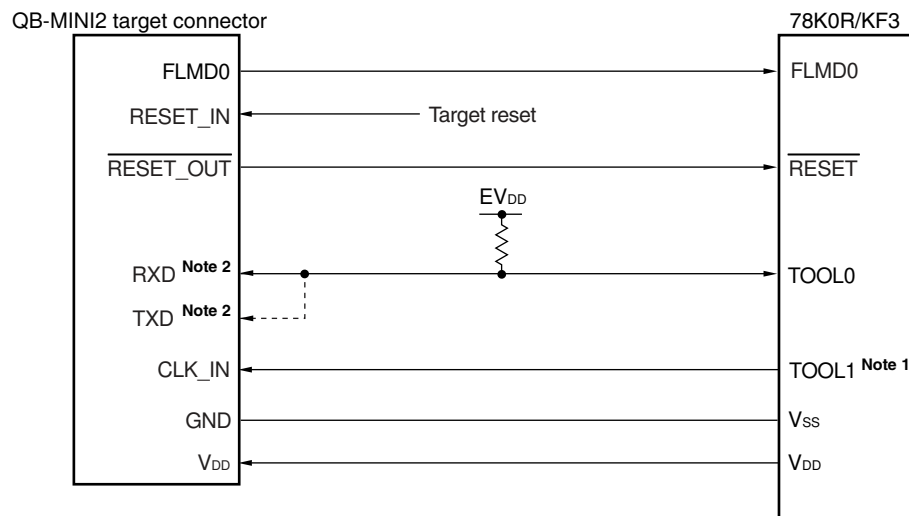 QB-MINI2 target connector
78K0R/KF3
FLMD0
FLMD0
RESET_IN
Target reset
RESET_OUT
RESET
EVDD
RXD Note 2
TOOL0
TXD Note 2
CLK_IN
TOOL1 Note 1
GND
VSS
VDD
VDD